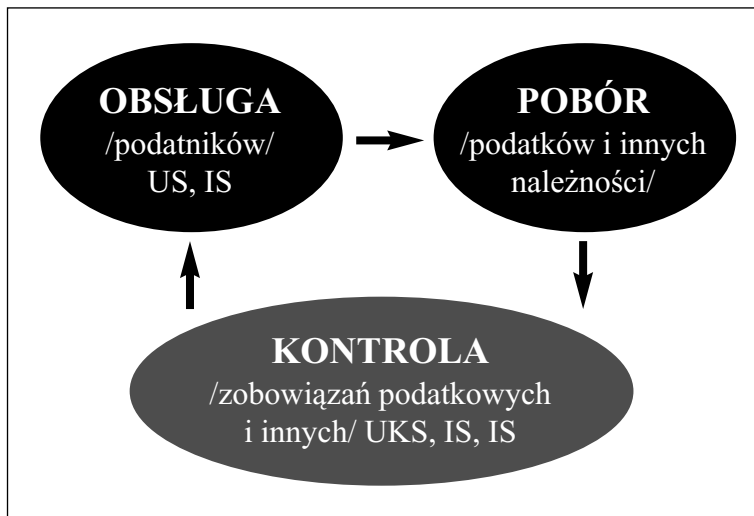 OBSŁUGA
/podatników/
US, IS
POBÓR
/podatków i innych
należności/
KONTROLA
/zobowiązań podatkowych
i innych/ UKS, IS, IS